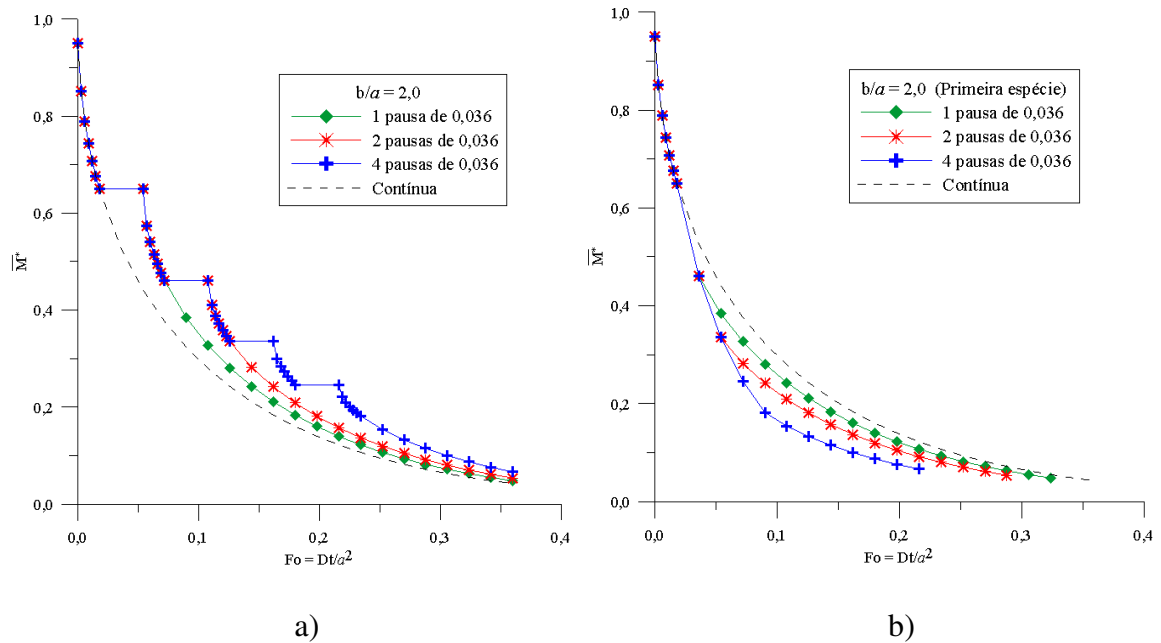 1,0
0,8
0,6
0,4
0,2
0,0
M*
b/a = 2,0
1 pausa de 0,036
2 pausas de 0,036
4 pausas de 0,036
Contínua
0,0 0,1 0,2 0,3 0,4
Fo = Dt/a²
a)
1,0
0,8
0,6
0,4
0,2
0,0
M*
b/a = 2,0 (Primeira espécie)
1 pausa de 0,036
2 pausas de 0,036
4 pausas de 0,036
Contínua
0,0 0,1 0,2 0,3 0,4
Fo = Dt/a²
b)